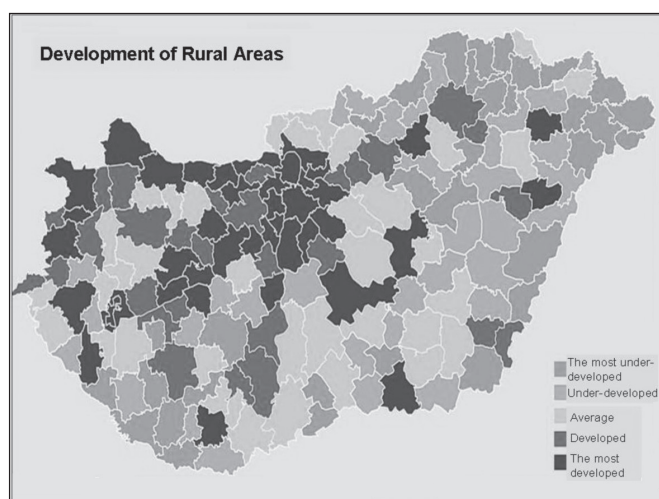 Development of Rural Areas
The most under-
developed
Under-developed
Average
Developed
The most
developed